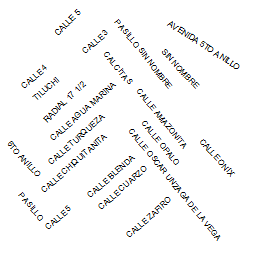 CALLE 5
CALLE 3
PASILLO SIN NOMBRE
AVENIDA 5TO ANILLO
SIN NOMBRE
CALCITAS
CALLE 4
TILUCHI
RADIAL 17 1/2
CALLE AGUA MARINA
CALLE AMAZONITA
CALLE TURQUEZA
CALLE OPALO
CALLE ONIX
5TO ANILLO
CALLE CHIQUITANITA
CALLE OSCAR UNZAGA DE LA VEGA
CALLE BLENDA
CALLE CUARZO
PASILLO
CALLE 5
CALLE ZAFIRO